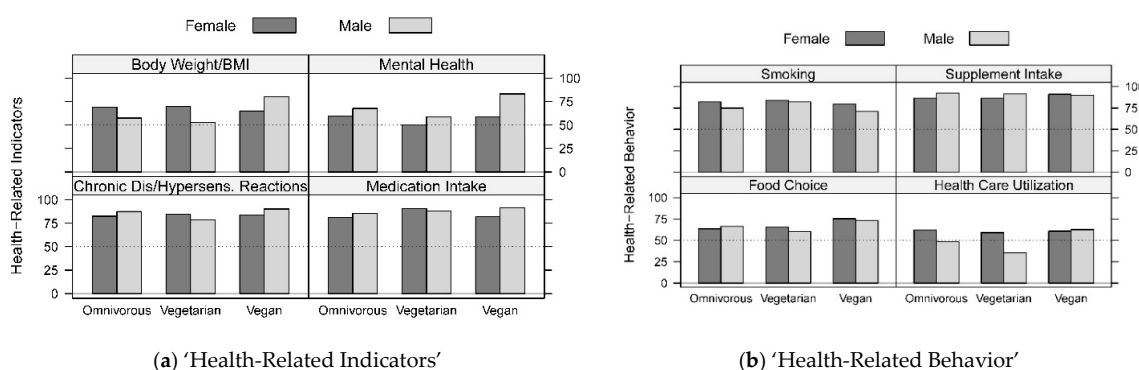 Female Male
Body Weight/BMI Mental Health
Health-Related Indicators
100
75
50
25
0
Chronic Dis/Hypersens. Reactions Medication Intake
100
75
50
25
0
Omnivorous Vegetarian Vegan Omnivorous Vegetarian Vegan
(a) ‘Health-Related Indicators’
Female Male
Smoking Supplement Intake
Health-Related Behavior
100
75
50
25
0
Food Choice Health Care Utilization
100
75
50
25
0
Omnivorous Vegetarian Vegan Omnivorous Vegetarian Vegan
(b) ‘Health-Related Behavior’